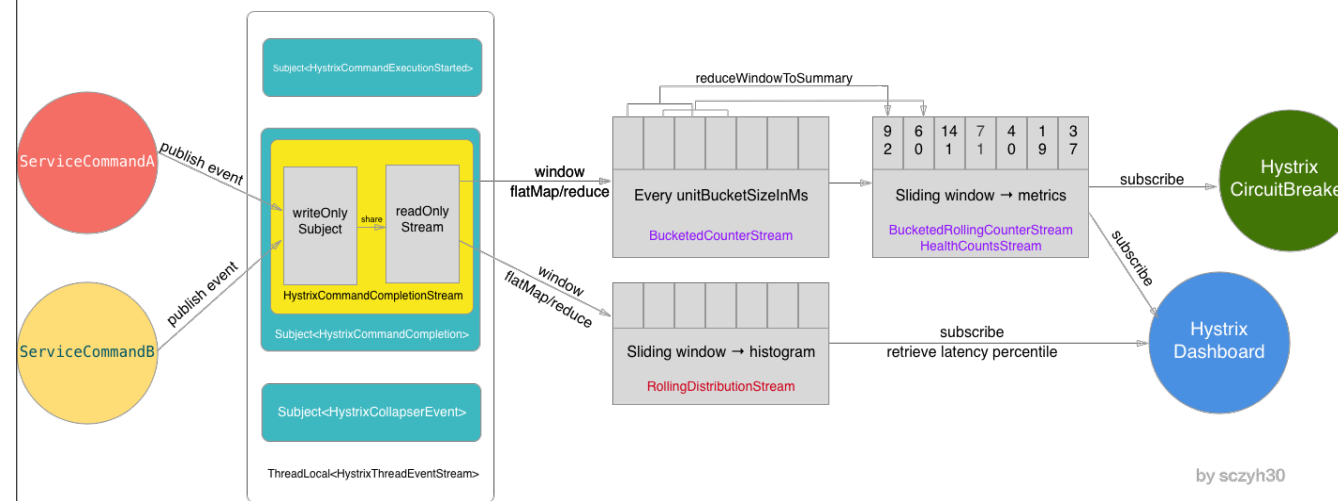 ServiceCommandA
ServiceCommandB
publish event
publish event
Subject<HystrixCommandExecutionStarted>
writeOnly
Subject
share
readOnly
Stream
HystrixCommandCompletionStream
Subject<HystrixCommandCompletion>
Subject<HystrixCollapserEvent>
ThreadLocal<HystrixThreadEventStream>
window
flatMap/reduce
window
flatMap/reduce
reduceWindowToSummary
Every unitBucketSizeInMs
BucketedCounterStream
9 6 14 7 4 1 3
2 0 1 1 0 9 7
Sliding window → metrics
BucketedRollingCounterStream
HealthCountsStream
Sliding window → histogram
RollingDistributionStream
subscribe
subscribe
subscribe
retrieve latency percentile
Hystrix
CircuitBreake
Hystrix
Dashboard
by sczyh30